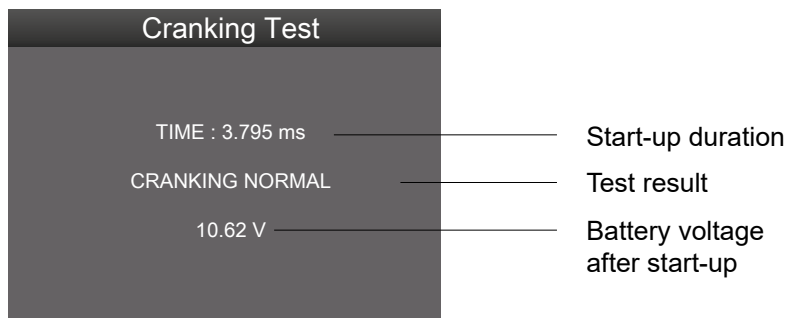 Cranking Test
TIME : 3.795 ms
Start-up duration
CRANKING NORMAL
Test result
10.62 V
Battery voltage
after start-up